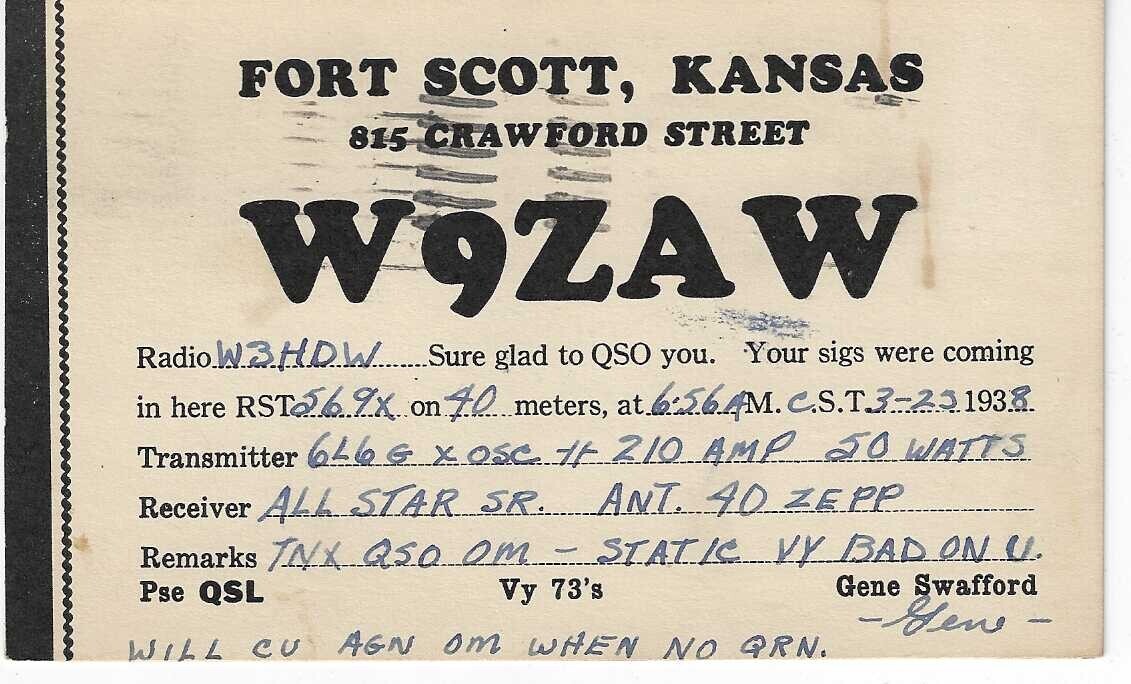 FORT SCOTT, KANSAS
815 CRAWFORD STREET
W9ZAW
Radio W3HDW Sure glad to QSO you. Your sigs were coming
in here RST 569X on 40 meters, at 6:56 A M. C.S.T. 3-23 1938
Transmitter 6L6G X OSC - 210 AMP 50 WATTS
Receiver ALL STAR SR. ANT. 40 ZEPP
Remarks TNX QSO OM - STATIC VY BAD ON U.
Pse QSL Vy 73's Gene Swafford
- Gene -
WILL CU AGN OM WHEN NO QRN.